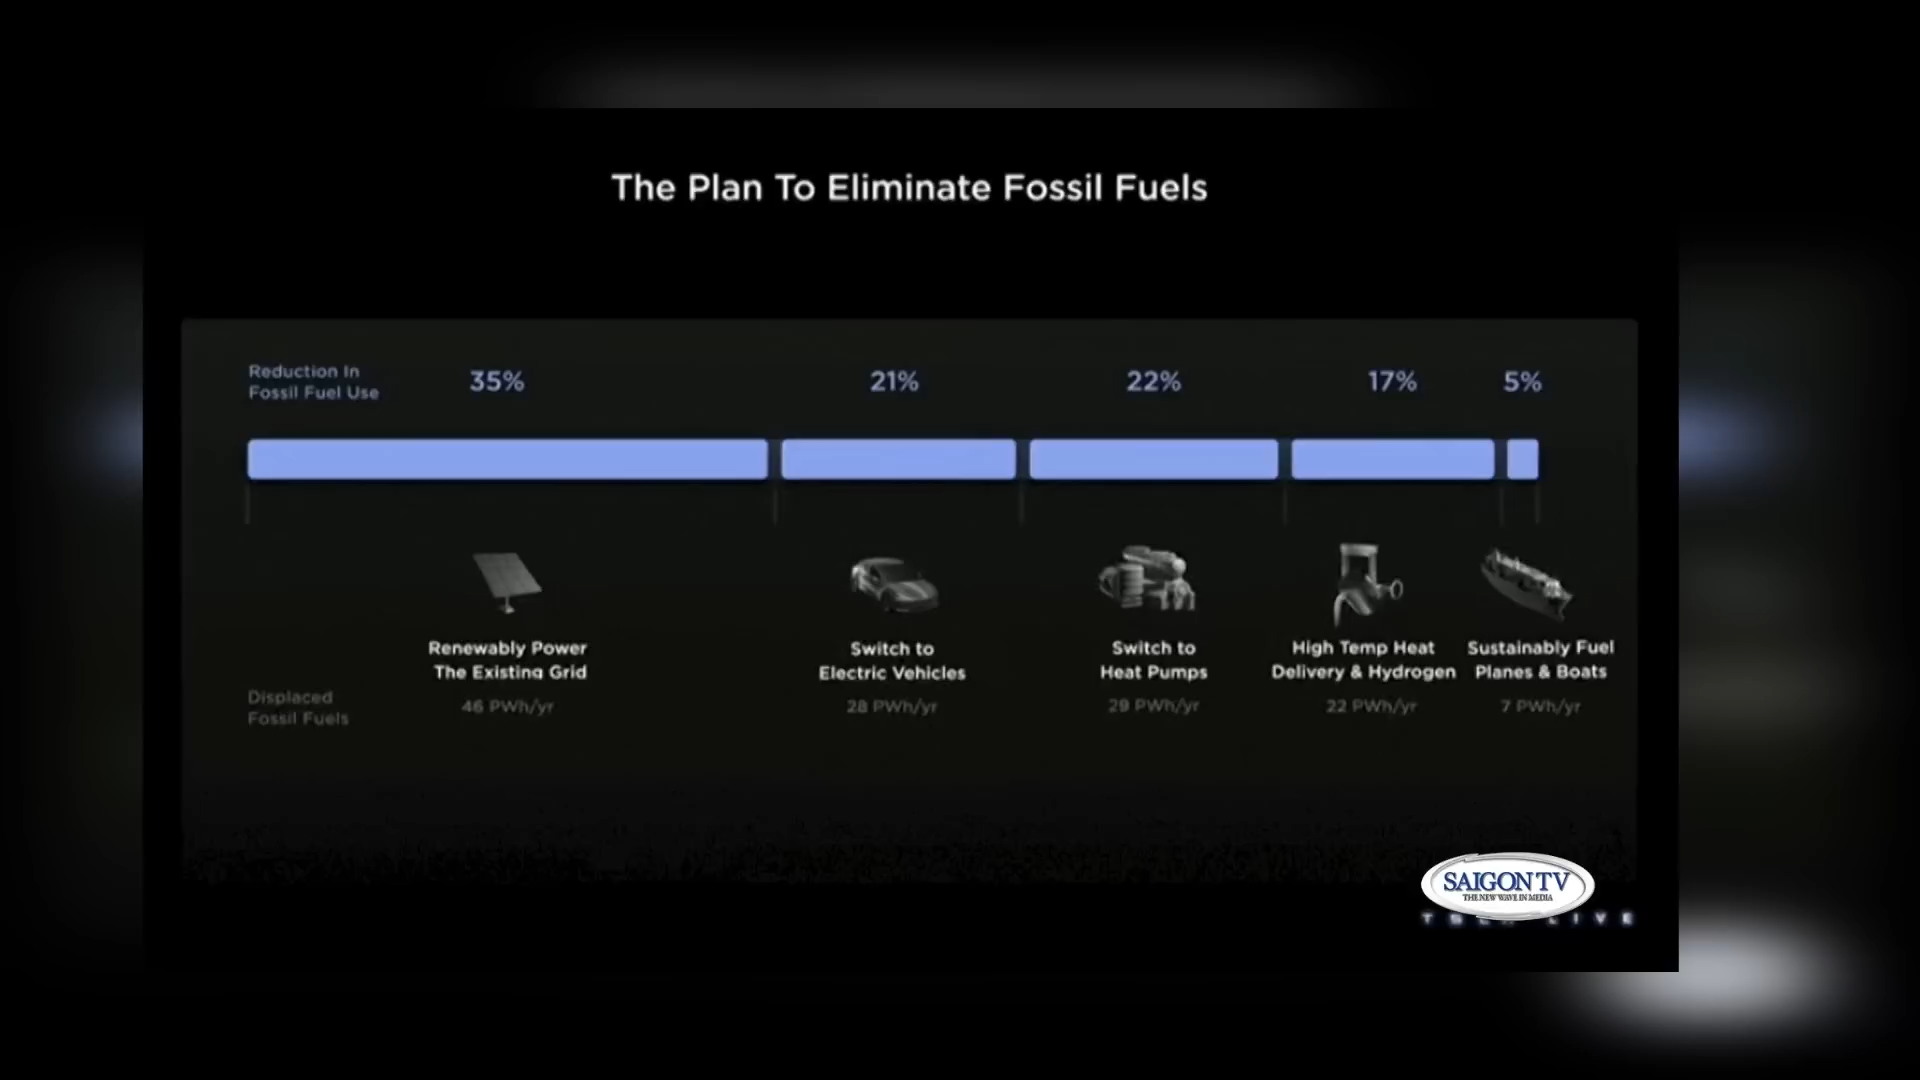 The Plan To Eliminate Fossil Fuels
Reduction In
Fossil Fuel Use
35%
21%
22%
17%
5%
Renewably Power
The Existing Grid
Switch to
Electric Vehicles
Switch to
Heat Pumps
High Temp Heat
Delivery & Hydrogen
Sustainably Fuel
Planes & Boats
Displaced
Fossil Fuels
46 PWh/yr
28 PWh/yr
29 PWh/yr
22 PWh/yr
7 PWh/yr
SAIGON TV
THE NEW WAVE IN MEDIA
LIVE